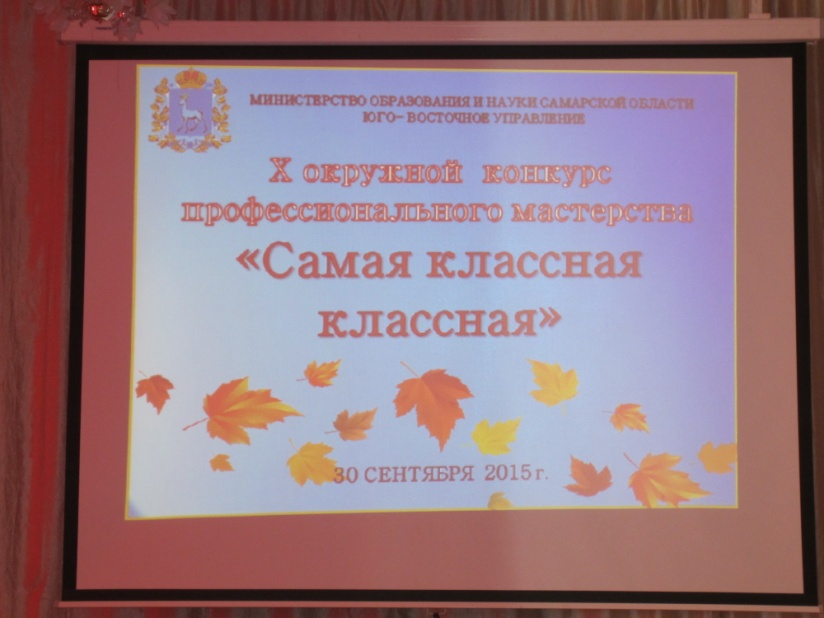 МИНИСТЕРСТВО ОБРАЗОВАНИЯ И НАУКИ САМАРСКОЙ ОБЛАСТИ
ЮГО- ВОСТОЧНОЕ УПРАВЛЕНИЕ
X окружной конкурс
профессионального мастерства
«Самая классная
классная»
30 СЕНТЯБРЯ 2015 г.